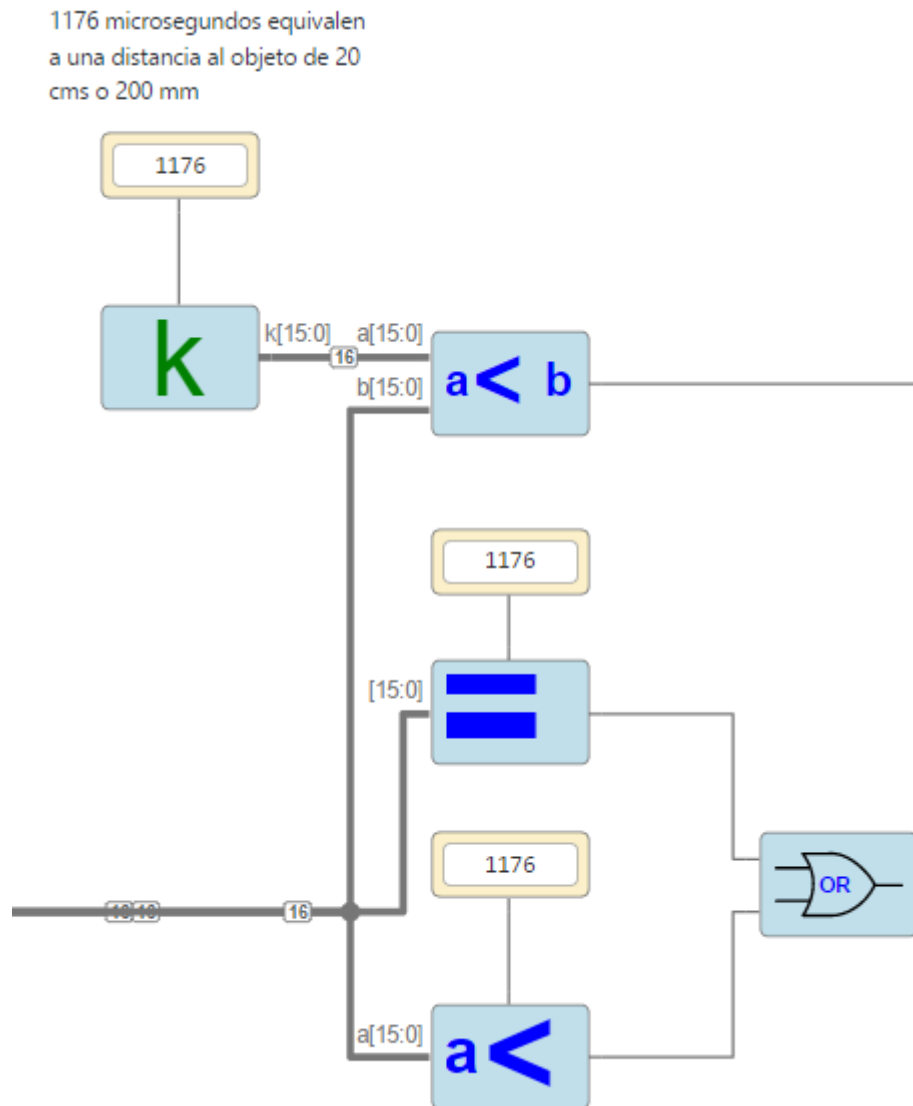 1176 microsegundos equivalen
a una distancia al objeto de 20
cms o 200 mm
1176
k
k[15:0]
16
a[15:0]
b[15:0]
a< b
1176
[15:0]
=
1176
OR
16
a[15:0]
a<